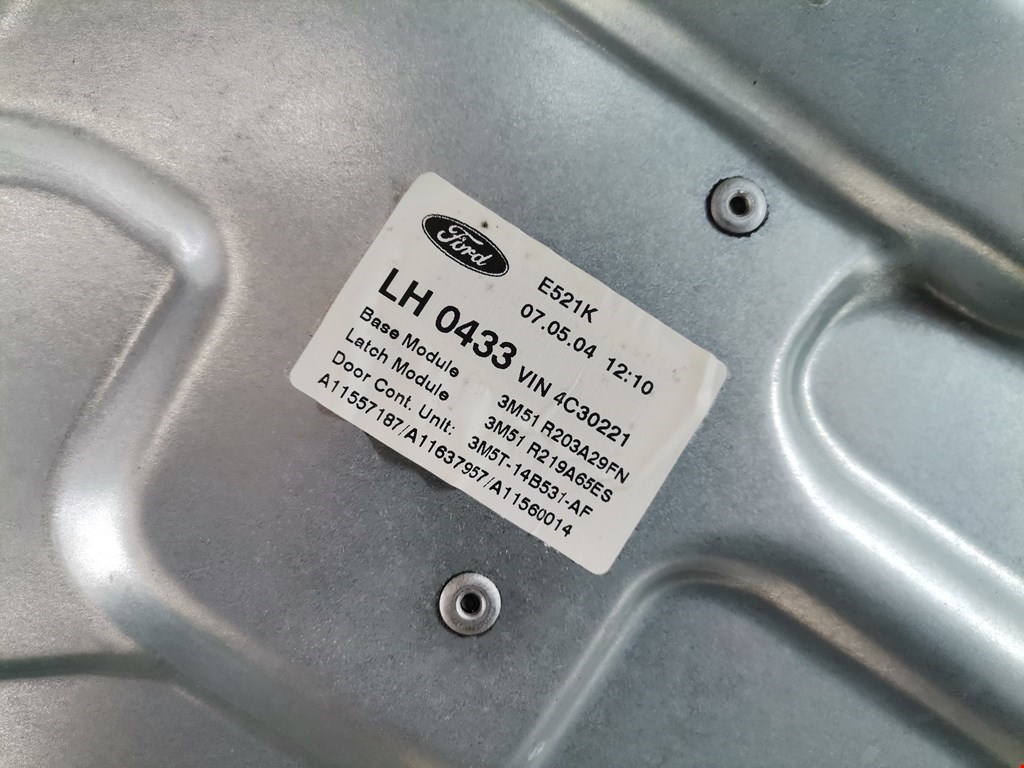 Ford
E521K
07.05.04 12:10
LH 0433 VIN 4C30221
Base Module 3M51 R203A29FN
Latch Module 3M51 R219A65ES
Door Cont. Unit: 3M5T-14B531-AF
A11557187/A11637957/A11560014